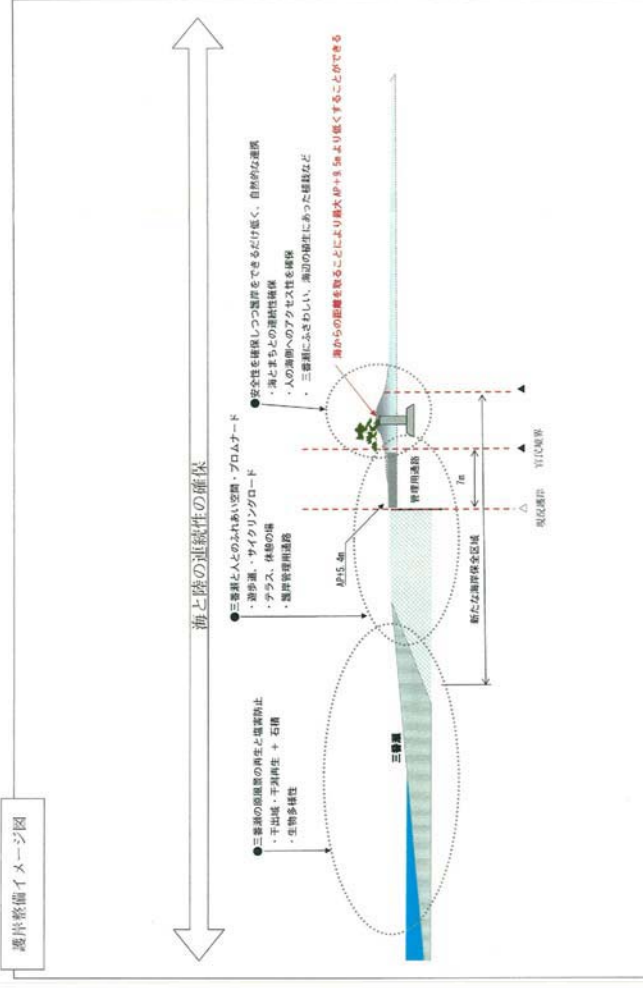 護岸整備イメージ図
海と陸の連続性の確保
●三番瀬の原風景の再生と塩害防止
・干出域・干潟再生 + 石積
・生物多様性
●三番瀬と人とのふれあい空間・プロムナード
・遊歩道、・サイクリングロード
・テラス、休憩の場
・護岸管理用通路
●安全性を確保しつつ護岸をできるだけ低く、自然的な連携
・海とまちとの連続性確保
・人の海側へのアクセス性を確保
・三番瀬にふさわしい、海辺の植生にあった植栽など
海からの距離を取ることにより最大 AP+9.5m より低くすることができる
三番瀬
AP+5.4m
管理用通路
7m
新たな海岸保全区域
現況護岸
官民境界